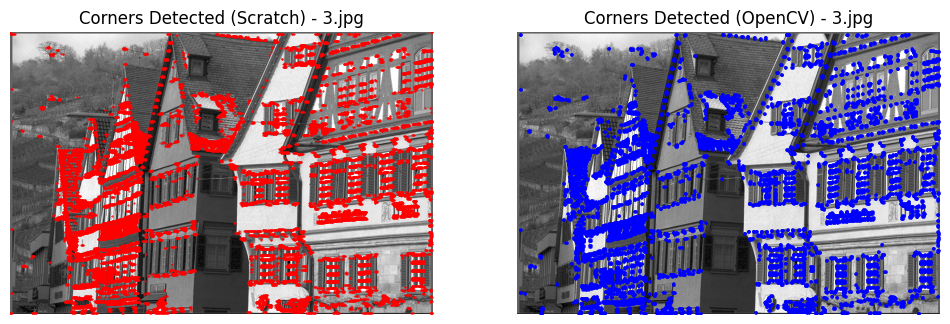 Corners Detected (Scratch) - 3.jpg
Corners Detected (OpenCV) - 3.jpg